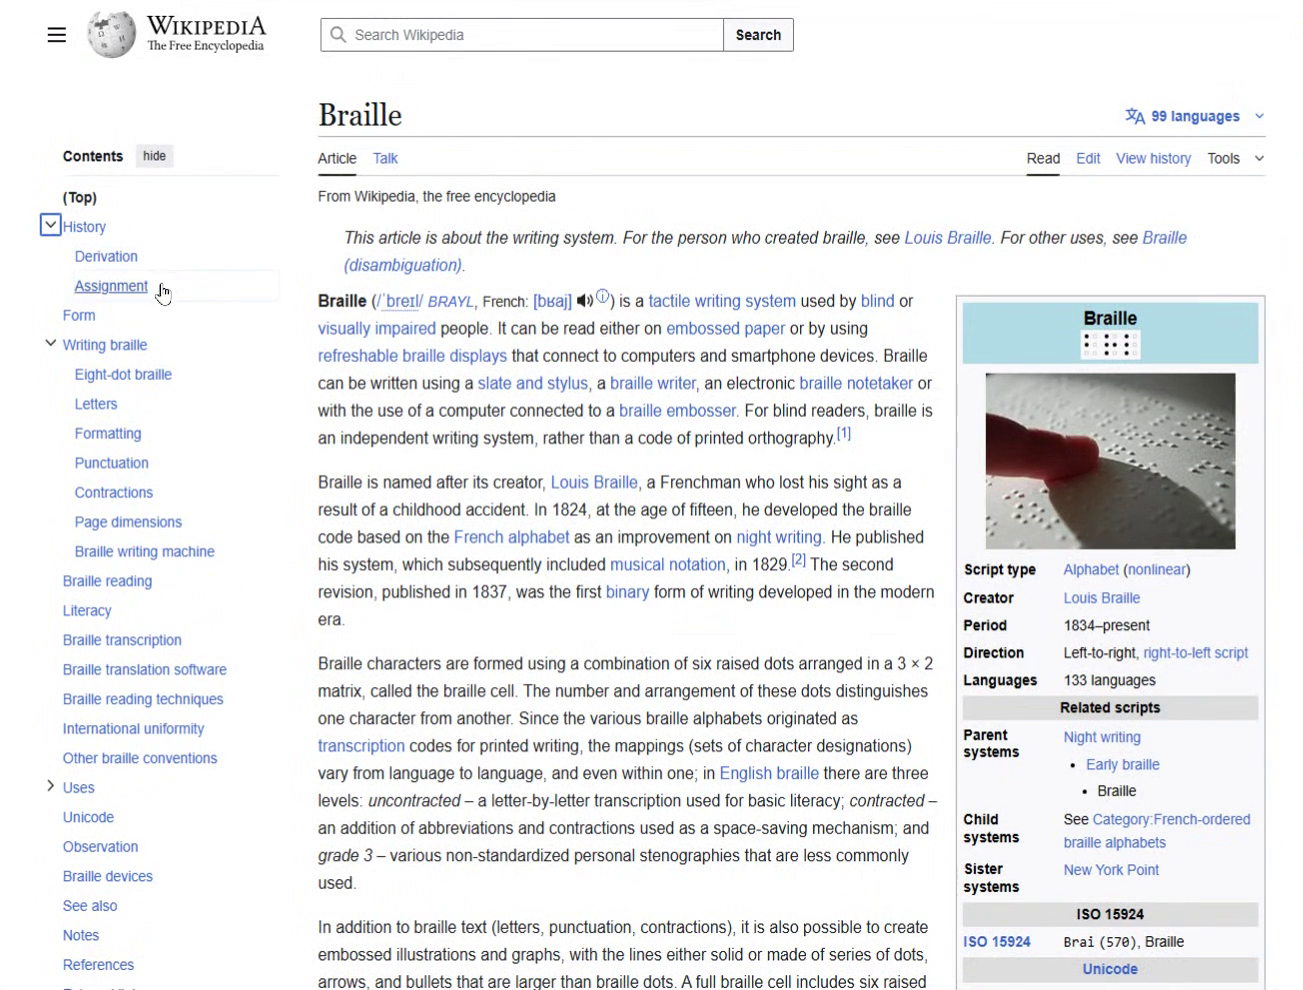 WIKIPEDIA
The Free Encyclopedia
Search Wikipedia
Search
Contents
hide
(Top)
History
Derivation
Assignment
Form
Writing braille
Eight-dot braille
Letters
Formatting
Punctuation
Contractions
Page dimensions
Braille writing machine
Braille reading
Literacy
Braille transcription
Braille translation software
Braille reading techniques
International uniformity
Other braille conventions
Uses
Unicode
Observation
Braille devices
See also
Notes
References
Braille
99 languages
Article Talk
Read Edit View history Tools
From Wikipedia, the free encyclopedia
This article is about the writing system. For the person who created braille, see Louis Braille. For other uses, see Braille
(disambiguation).
Braille (/ˈbreɪl/ BRAYL, French: [bʁaj] ) is a tactile writing system used by blind or
visually impaired people. It can be read either on embossed paper or by using
refreshable braille displays that connect to computers and smartphone devices. Braille
can be written using a slate and stylus, a braille writer, an electronic braille notetaker or
with the use of a computer connected to a braille embosser. For blind readers, braille is
an independent writing system, rather than a code of printed orthography.[1]
Braille is named after its creator, Louis Braille, a Frenchman who lost his sight as a
result of a childhood accident. In 1824, at the age of fifteen, he developed the braille
code based on the French alphabet as an improvement on night writing. He published
his system, which subsequently included musical notation, in 1829.[2] The second
revision, published in 1837, was the first binary form of writing developed in the modern
era.
Braille characters are formed using a combination of six raised dots arranged in a 3 × 2
matrix, called the braille cell. The number and arrangement of these dots distinguishes
one character from another. Since the various braille alphabets originated as
transcription codes for printed writing, the mappings (sets of character designations)
vary from language to language, and even within one; in English braille there are three
levels: uncontracted – a letter-by-letter transcription used for basic literacy; contracted –
an addition of abbreviations and contractions used as a space-saving mechanism; and
grade 3 – various non-standardized personal stenographies that are less commonly
used.
In addition to braille text (letters, punctuation, contractions), it is also possible to create
embossed illustrations and graphs, with the lines either solid or made of series of dots,
arrows, and bullets that are larger than braille dots. A full braille cell includes six raised
Braille
Script type Alphabet (nonlinear)
Creator Louis Braille
Period 1834–present
Direction Left-to-right, right-to-left script
Languages 133 languages
Related scripts
Parent systems Night writing
• Early braille
• Braille
Child systems See Category:French-ordered
braille alphabets
Sister systems New York Point
ISO 15924
ISO 15924 Brai (570), Braille
Unicode